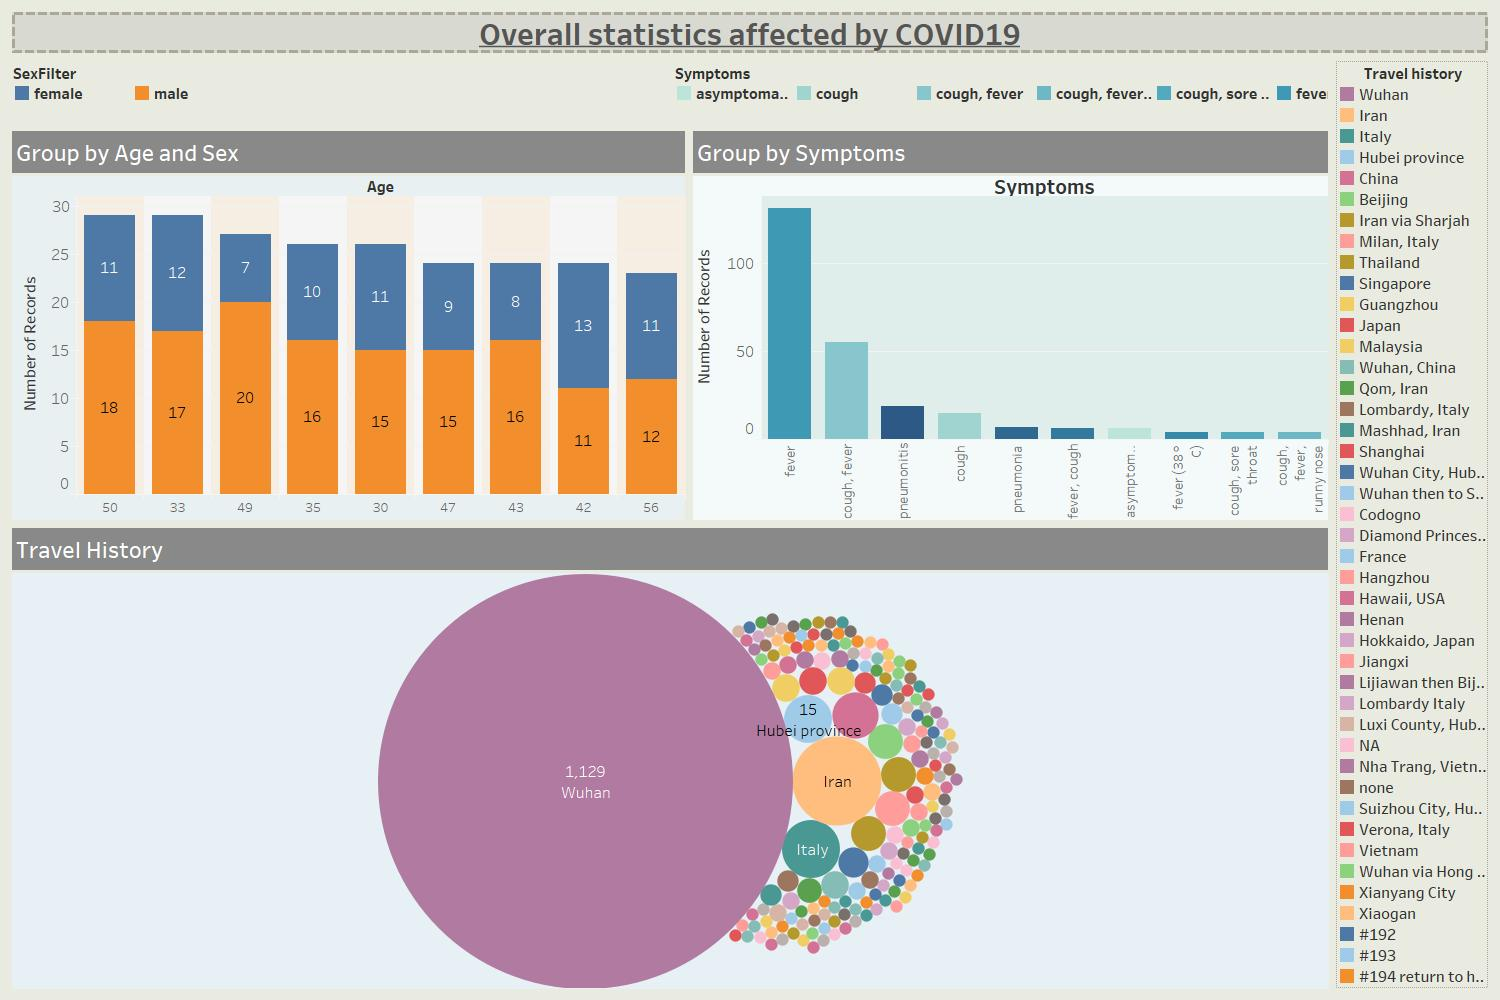 Overall statistics affected by COVID19
SexFilter
female
male
Symptoms
asymptoma..
cough
cough, fever
cough, fever..
cough, sore ..
feve
Travel history
Wuhan
Iran
Italy
Hubei province
China
Beijing
Iran via Sharjah
Milan, Italy
Thailand
Singapore
Guangzhou
Japan
Malaysia
Wuhan, China
Qom, Iran
Lombardy, Italy
Mashhad, Iran
Shanghai
Wuhan City, Hub..
Wuhan then to S..
Codogno
Diamond Princes..
France
Hangzhou
Hawaii, USA
Henan
Hokkaido, Japan
Jiangxi
Lijiawan then Bij..
Lombardy Italy
Luxi County, Hub..
NA
Nha Trang, Vietn..
none
Suizhou City, Hu..
Verona, Italy
Vietnam
Wuhan via Hong ..
Xianyang City
Xiaogan
#192
#193
#194 return to h..
Group by Age and Sex
Age
Number of Records
30
25
20
15
10
5
0
11
12
7
10
11
9
8
13
11
18
17
20
16
15
15
16
11
12
50
33
49
35
30
47
43
42
56
Group by Symptoms
Symptoms
Number of Records
100
50
0
fever
cough, fever
pneumonitis
cough
pneumonia
fever, cough
asymptom..
fever (38°
C)
cough, sore
throat
cough,
fever,
runny nose
Travel History
1,129
Wuhan
15
Hubei province
Iran
Italy